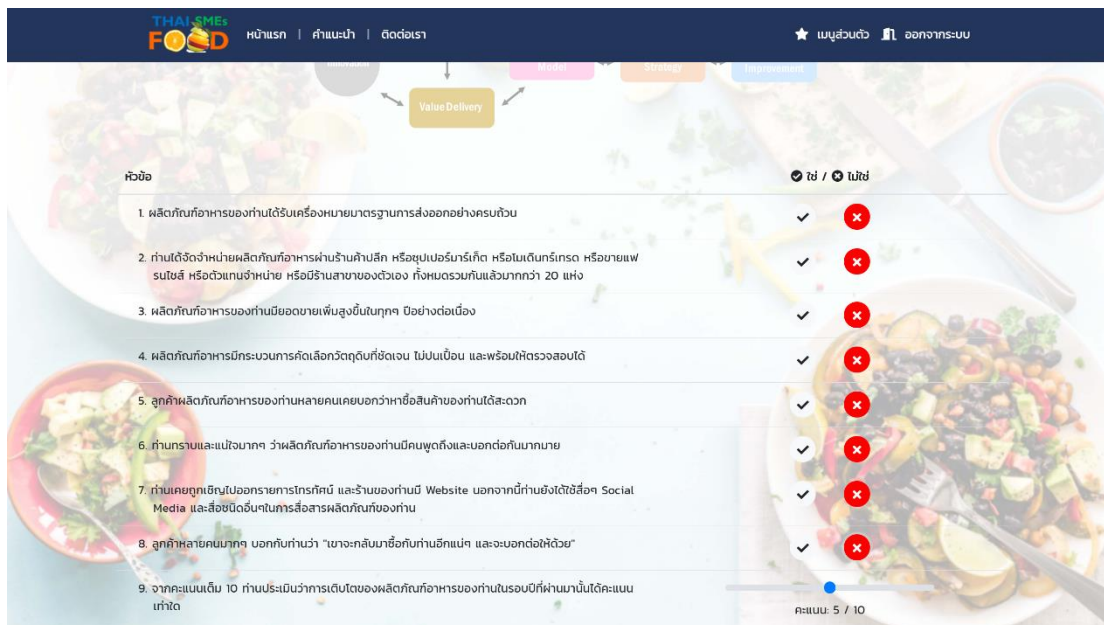 THAI SMEs
FOOD
หน้าแรก | คำแนะนำ | ติดต่อเรา
เมนูส่วนตัว ออกจากระบบ
Innovation
Model
Strategy
Improvement
Value Delivery
หัวข้อ
ใช่ / ไม่ใช่
1. ผลิตภัณฑ์อาหารของท่านได้รับเครื่องหมายมาตรฐานการส่งออกอย่างครบถ้วน
2. ท่านได้จัดจำหน่ายผลิตภัณฑ์อาหารผ่านร้านค้าปลีก หรือซุปเปอร์มาร์เก็ต หรือโมเดินทร์เทรด หรือขายแฟ
รนไชส์ หรือตัวแทนจำหน่าย หรือมีร้านสาขาของตัวเอง ทั้งหมดรวมกันแล้วมากกว่า 20 แห่ง
3. ผลิตภัณฑ์อาหารของท่านมียอดขายเพิ่มสูงขึ้นในทุกๆ ปีอย่างต่อเนื่อง
4. ผลิตภัณฑ์อาหารมีกระบวนการคัดเลือกวัตถุดิบที่ชัดเจน ไม่ปนเปื้อน และพร้อมให้ตรวจสอบได้
5. ลูกค้าผลิตภัณฑ์อาหารของท่านหลายคนเคยบอกว่าหาซื้อสินค้าของท่านได้สะดวก
6. ท่านทราบและแน่ใจมากๆ ว่าผลิตภัณฑ์อาหารของท่านมีคนพูดถึงและบอกต่อกันมากมาย
7. ท่านเคยถูกเชิญไปออกรายการโทรทัศน์ และร้านของท่านมี Website นอกจากนี้ท่านยังได้ใช้สื่อๆ Social
Media และสื่อชนิดอื่นๆในการสื่อสารผลิตภัณฑ์ของท่าน
8. ลูกค้าหลายคนมากๆ บอกกับท่านว่า "เขาจะกลับมาซื้อกับท่านอีกแน่ๆ และจะบอกต่อให้ด้วย"
9. จากคะแนนเต็ม 10 ท่านประเมินว่าการเติบโตของผลิตภัณฑ์อาหารของท่านในรอบปีที่ผ่านมานั้นได้คะแนน
เท่าใด
คะแนน: 5 / 10